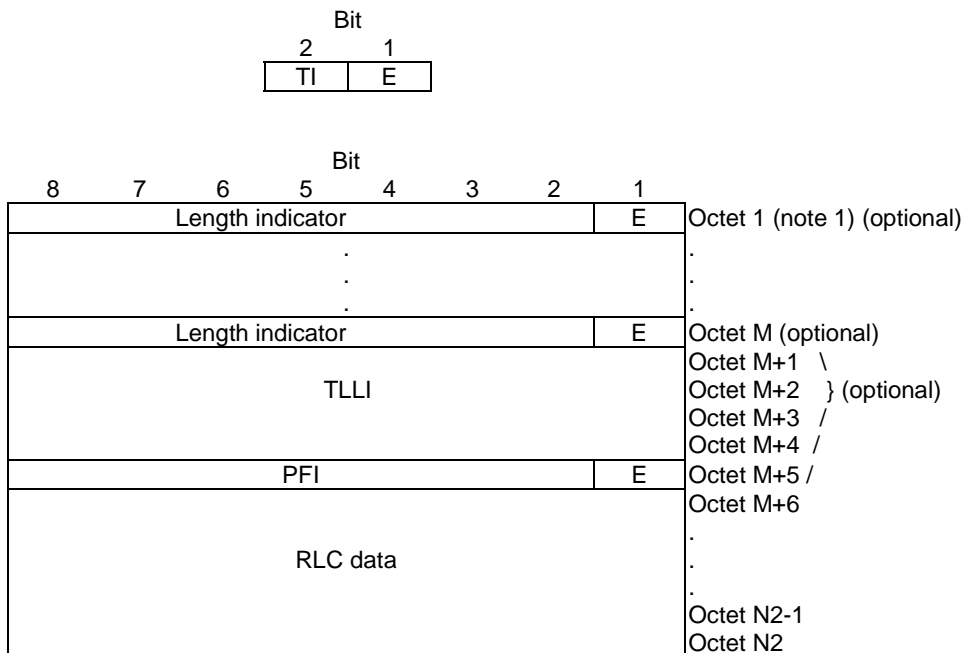 Bit
2 1
TI E
Bit
8 7 6 5 4 3 2 1
Length indicator E Octet 1 (note 1) (optional)
. .
. .
. .
Length indicator E Octet M (optional)
Octet M+1 \
TLLI Octet M+2 } (optional)
Octet M+3 /
Octet M+4 /
PFI E Octet M+5 /
Octet M+6
.
RLC data .
.
Octet N2-1
Octet N2